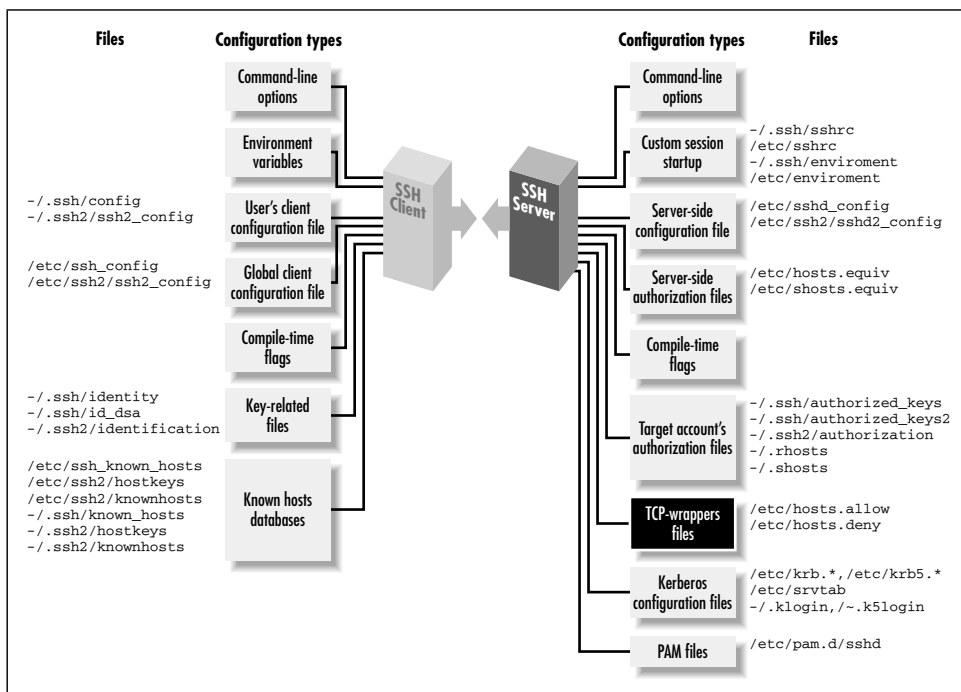 Files
Configuration types
Command-line
options
Environment
variables
-/.ssh/config
-/.ssh2/ssh2_config
User's client
configuration file
/etc/ssh_config
/etc/ssh2/ssh2_config
Global client
configuration file
Compile-time
flags
-/.ssh/identity
-/.ssh/id_dsa
-/.ssh2/identification
Key-related
files
/etc/ssh_known_hosts
/etc/ssh2/hostkeys
/etc/ssh2/knownhosts
-/.ssh/known_hosts
-/.ssh2/hostkeys
-/.ssh2/knownhosts
Known hosts
databases
SSH
Client
SSH
Server
Configuration types
Files
Command-line
options
Custom session
startup
-/.ssh/sshrc
/etc/sshrc
-/.ssh/enviroment
/etc/enviroment
Server-side
configuration file
/etc/sshd_config
/etc/ssh2/sshd2_config
Server-side
authorization files
/etc/hosts.equiv
/etc/shosts.equiv
Compile-time
flags
Target account's
authorization files
-/.ssh/authorized_keys
-/.ssh/authorized_keys2
-/.ssh2/authorization
-/.rhosts
-/.shosts
TCP-wrappers
files
/etc/hosts.allow
/etc/hosts.deny
Kerberos
configuration files
/etc/krb.*,/etc/krb5.*
/etc/srvtab
-/.klogin,/~.k5login
PAM files
/etc/pam.d/sshd